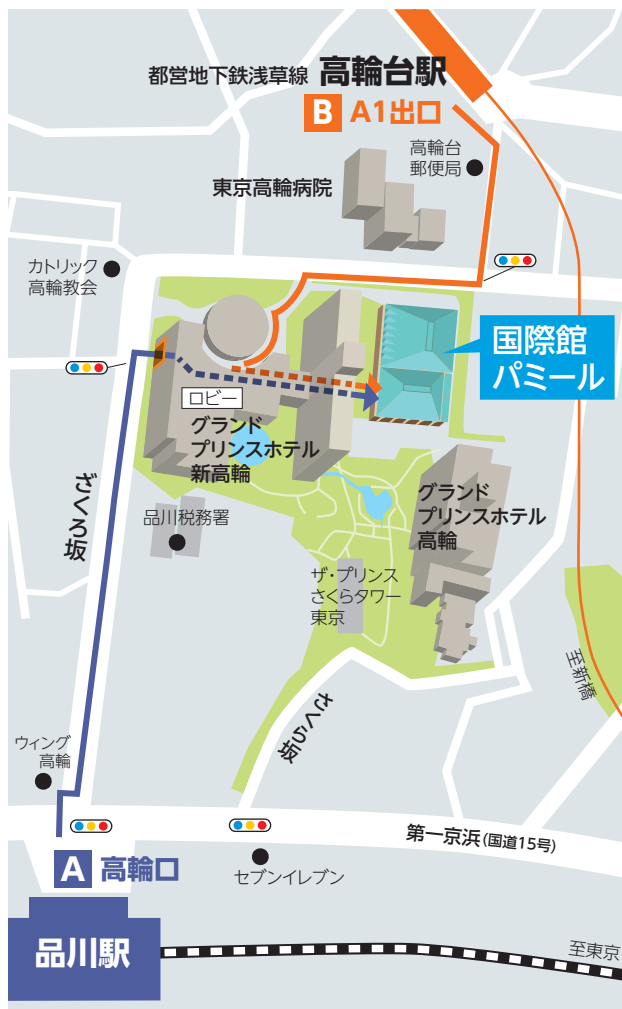 都営地下鉄浅草線 高輪台駅
B A1出口
高輪台
郵便局
東京高輪病院
カトリック
高輪教会
国際館
パミール
ロビー
グランド
プリンスホテル
新高輪
グランド
プリンスホテル
高輪
ざくろ坂
品川税務署
ザ・プリンス
さくらタワー
東京
至新橋
さくら坂
ウィング
高輪
第一京浜(国道15号)
A 高輪口
セブンイレブン
品川駅
至東京